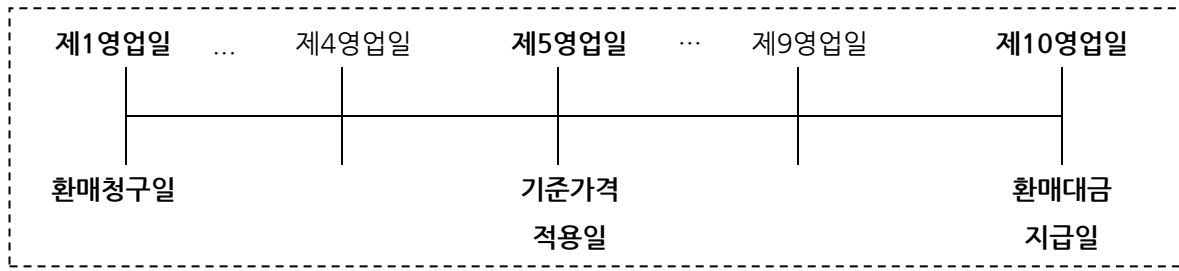 제1영업일 … 제4영업일 제5영업일 … 제9영업일 제10영업일
환매청구일 기준가격 환매대금
적용일 지급일